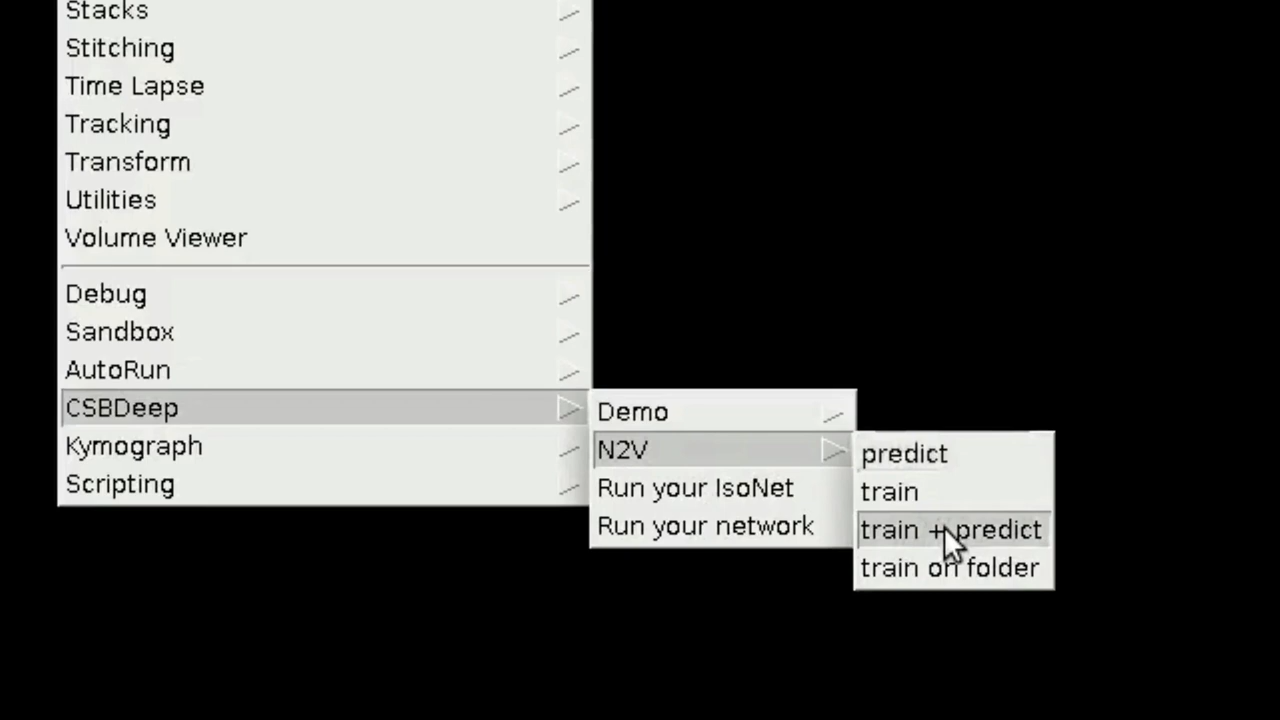 Stacks
Stitching
Time Lapse
Tracking
Transform
Utilities
Volume Viewer
Debug
Sandbox
AutoRun
CSBDeep
Kymograph
Scripting
Demo
N2V
Run your IsoNet
Run your network
predict
train
train + predict
train on folder